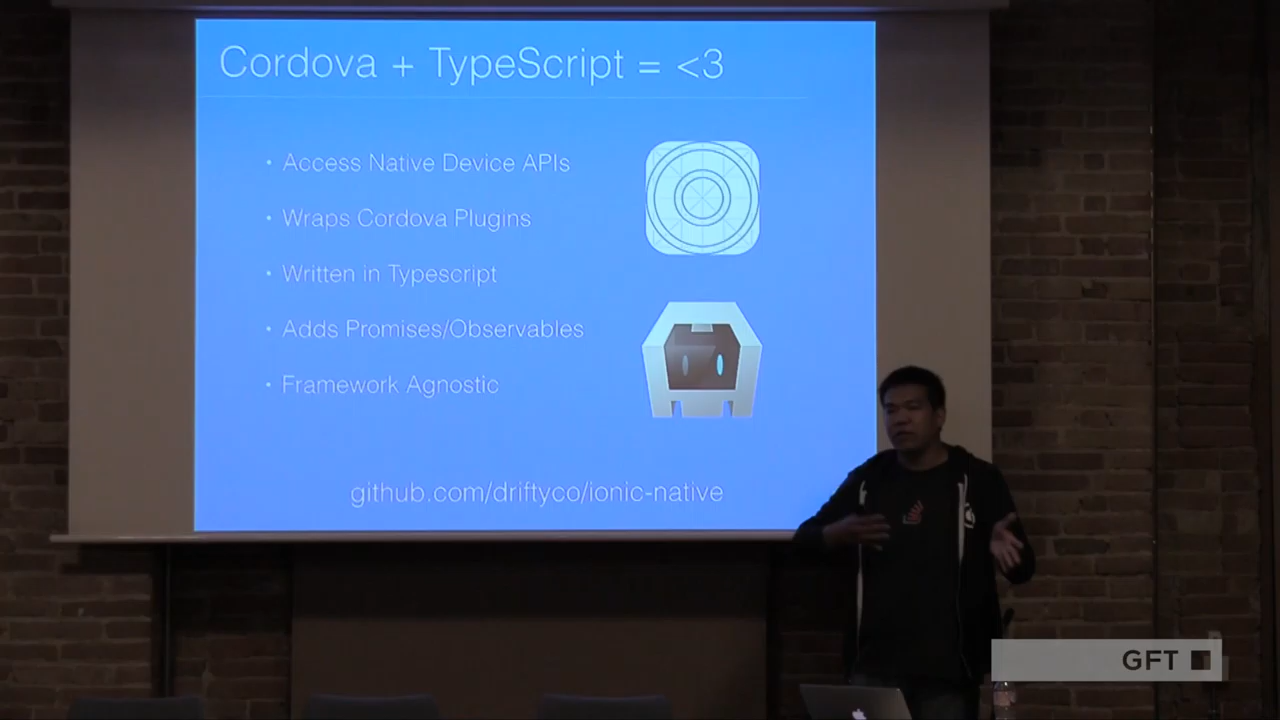 Cordova + TypeScript = <3
• Access Native Device APIs
• Wraps Cordova Plugins
• Written in Typescript
• Adds Promises/Observables
• Framework Agnostic
github.com/driftyco/ionic-native
GFT